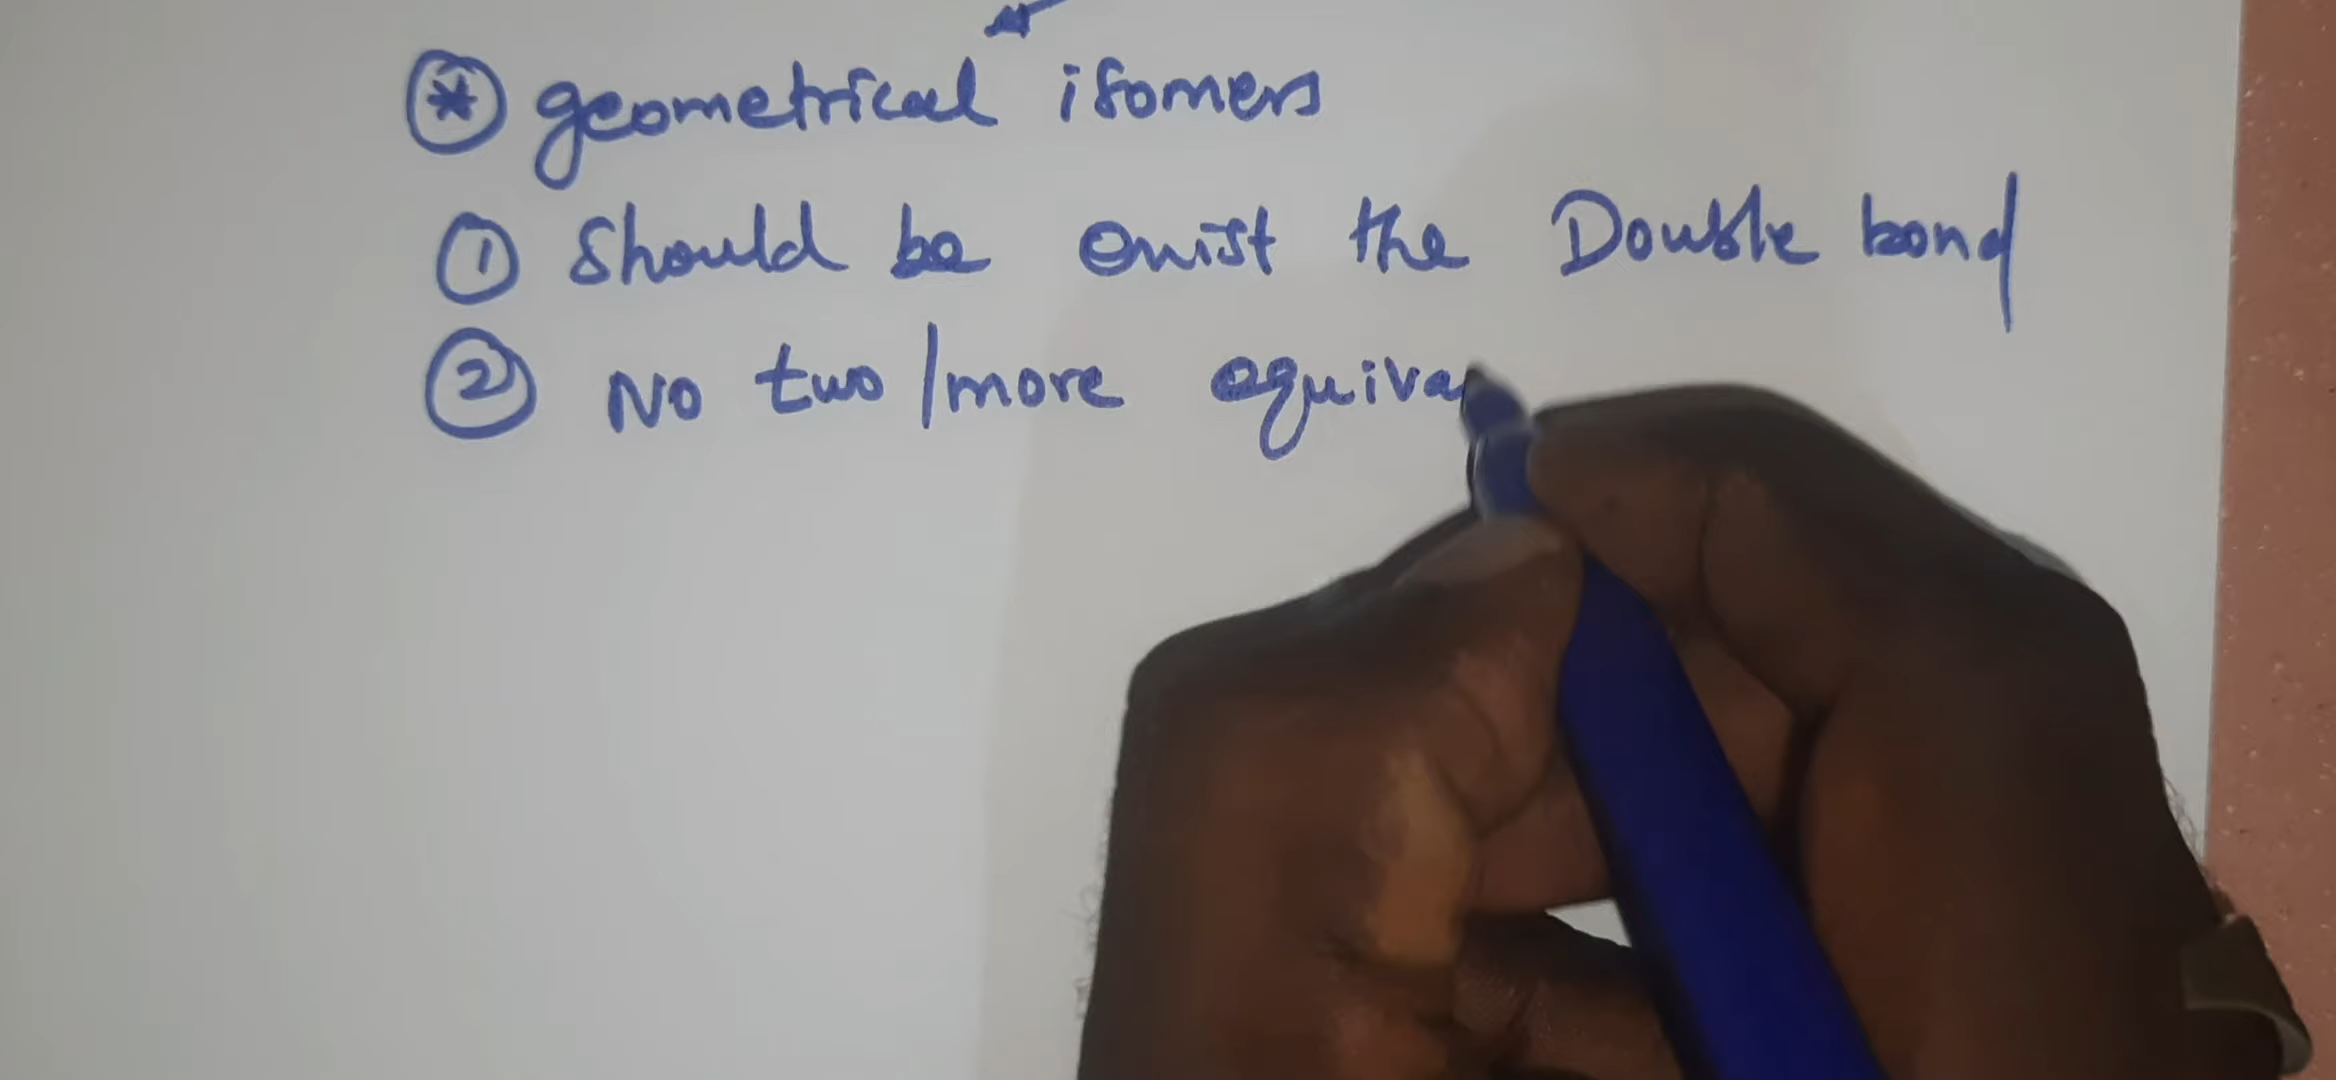 * geometrical isomers
1 Should be exist the Double bond
2 No two/more equiva